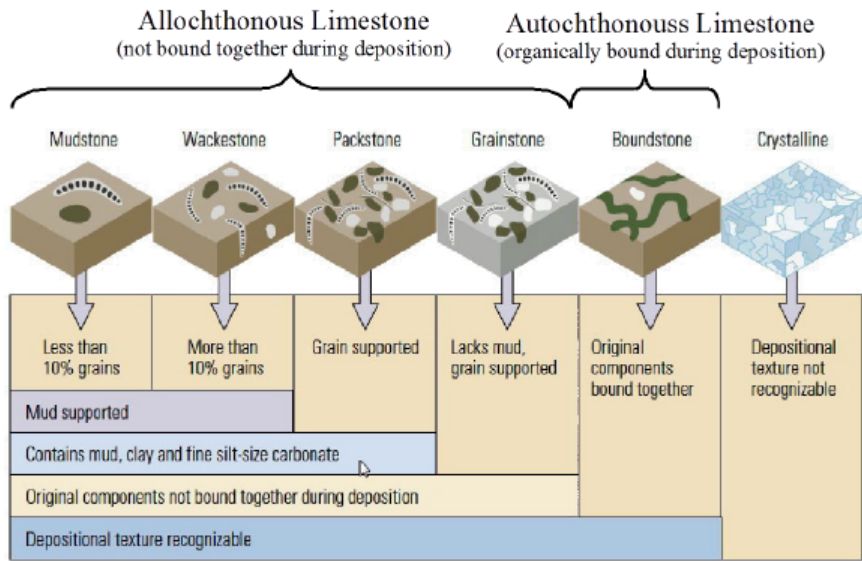 Allochthonous Limestone
(not bound together during deposition)
Autochthonouss Limestone
(organically bound during deposition)
Mudstone
Wackestone
Packstone
Grainstone
Boundstone
Crystalline
Less than
10% grains
More than
10% grains
Grain supported
Lacks mud,
grain supported
Original
components
bound together
Depositional
texture not
recognizable
Mud supported
Contains mud, clay and fine silt-size carbonate
Original components not bound together during deposition
Depositional texture recognizable